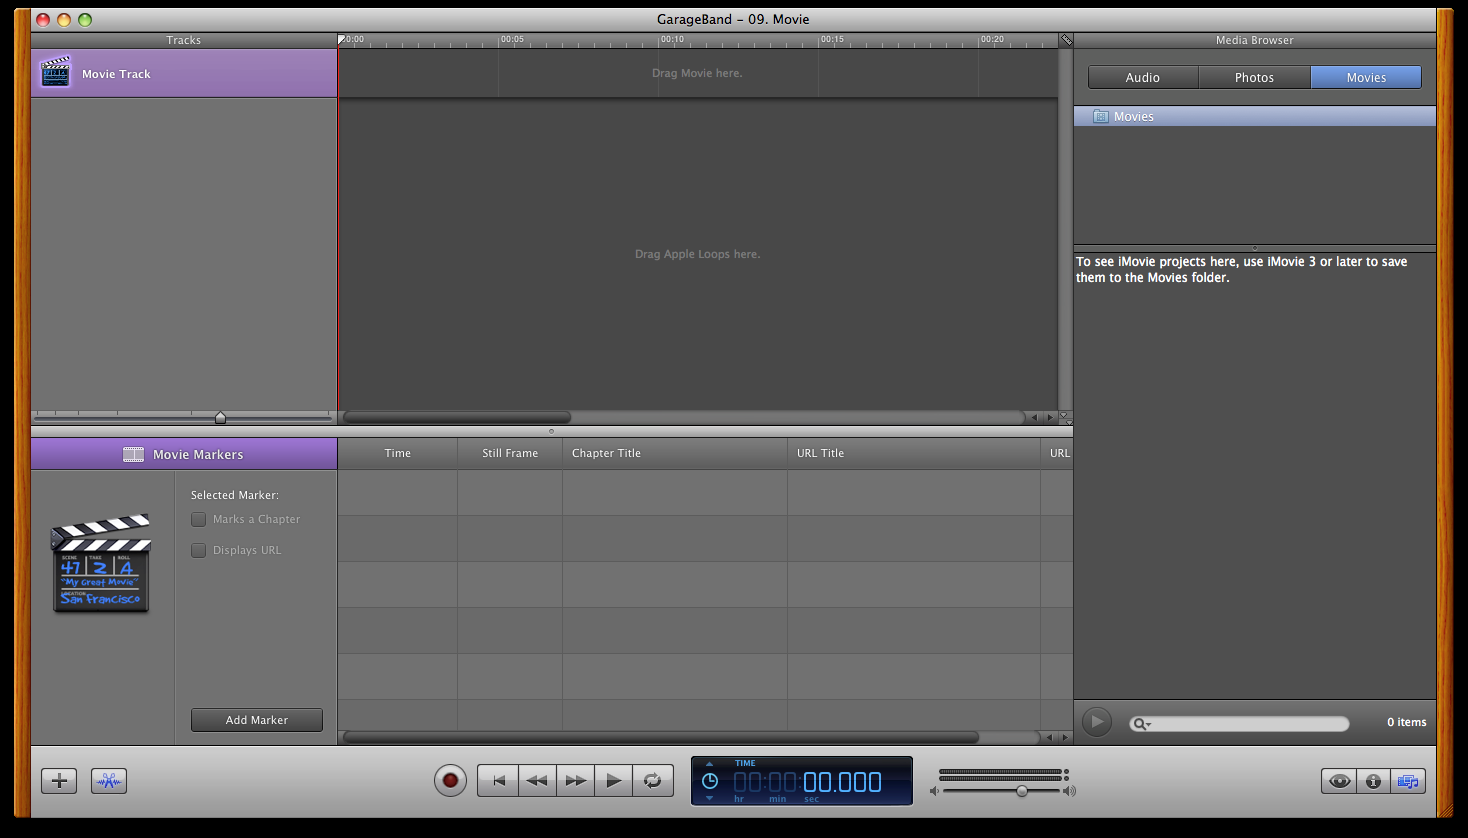 GarageBand – 09. Movie
Tracks
0:00 00:05 00:10 00:15 00:20
Media Browser
Movie Track
Drag Movie here.
Audio Photos Movies
Movies
Drag Apple Loops here.
To see iMovie projects here, use iMovie 3 or later to save
them to the Movies folder.
Movie Markers
Time Still Frame Chapter Title URL Title URL
Selected Marker:
Marks a Chapter
Displays URL
SCENE TAKE ROLL
47 2 A
"My Great Movie"
LOCATION
San Francisco
Add Marker
0 items
TIME
00:00:00.000
hr min sec